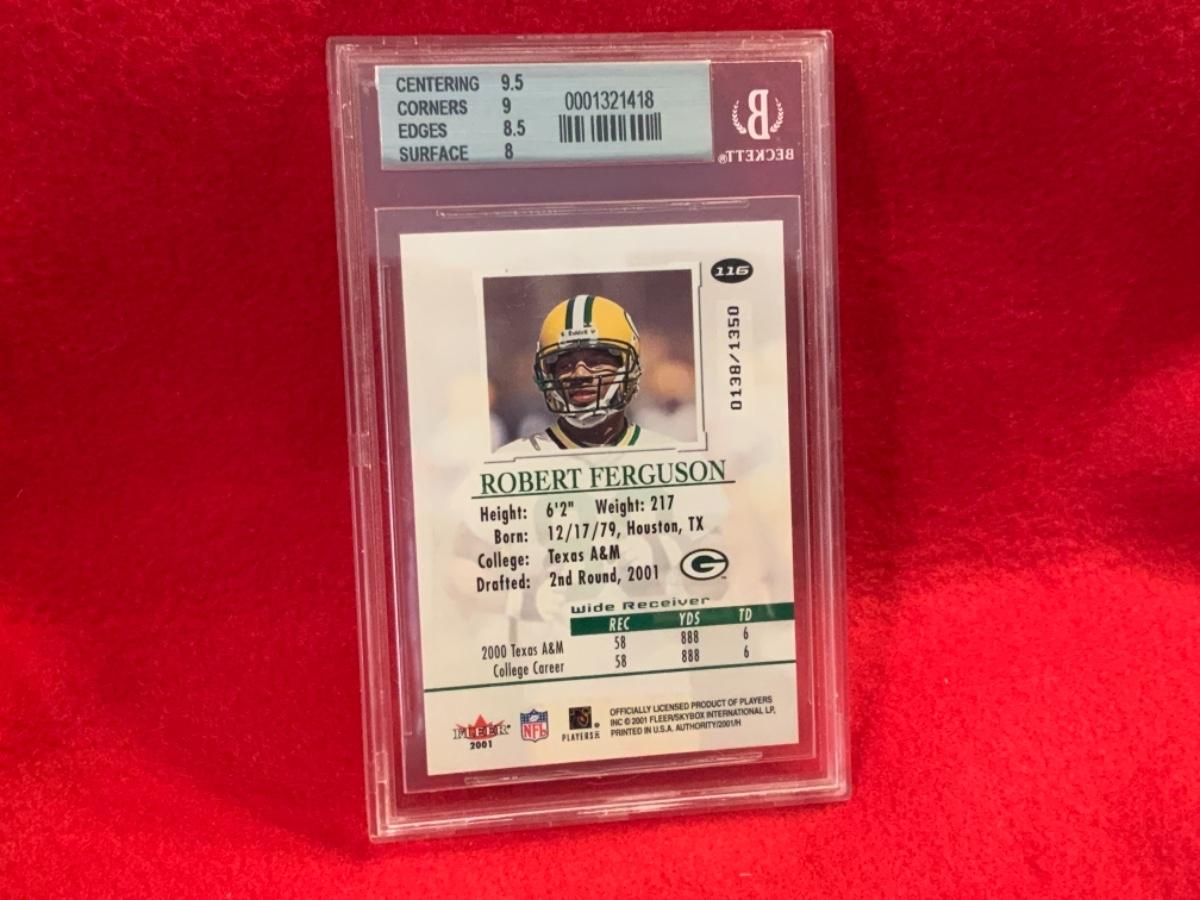 CENTERING 9.5
CORNERS 9
EDGES 8.5
SURFACE 8
0001321418
B
BECKETT®
116
0138/1350
Riddell
ROBERT FERGUSON
Height: 6'2" Weight: 217
Born: 12/17/79, Houston, TX
College: Texas A&M
Drafted: 2nd Round, 2001
G
Wide Receiver
REC YDS TD
2000 Texas A&M 58 888 6
College Career 58 888 6
FLEER
2001
NFL
PLAYERS
OFFICIALLY LICENSED PRODUCT OF PLAYERS
INC © 2001 FLEER/SKYBOX INTERNATIONAL LP,
PRINTED IN U.S.A. AUTHORITY/2001/H